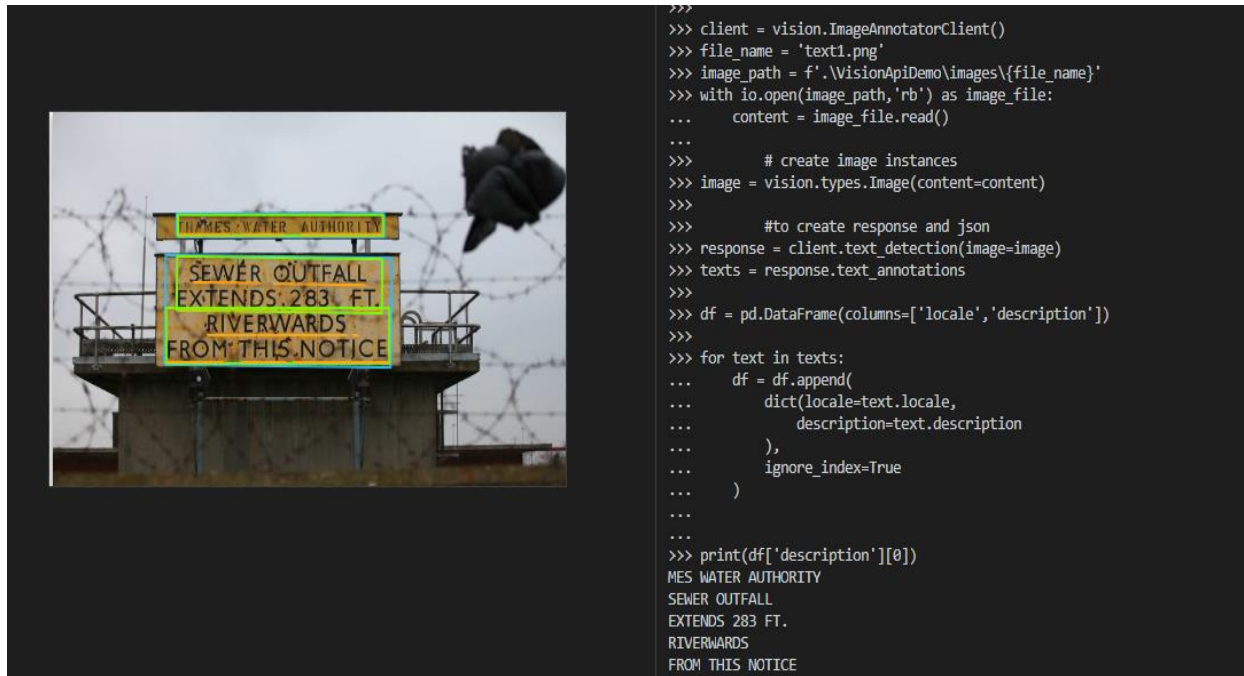 THAMES WATER AUTHORITY
SEWER OUTFALL
EXTENDS 283 FT.
RIVERWARDS
FROM THIS NOTICE
>>>
>>> client = vision.ImageAnnotatorClient()
>>> file_name = 'text1.png'
>>> image_path = f'.\VisionApiDemo\images\{file_name}'
>>> with io.open(image_path,'rb') as image_file:
...     content = image_file.read()
...
>>>         # create image instances
>>> image = vision.types.Image(content=content)
>>>
>>>         #to create response and json
>>> response = client.text_detection(image=image)
>>> texts = response.text_annotations
>>>
>>> df = pd.DataFrame(columns=['locale','description'])
>>>
>>> for text in texts:
...     df = df.append(
...         dict(locale=text.locale,
...             description=text.description
...         ),
...         ignore_index=True
...     )
...
...
>>> print(df['description'][0])
MES WATER AUTHORITY
SEWER OUTFALL
EXTENDS 283 FT.
RIVERWARDS
FROM THIS NOTICE